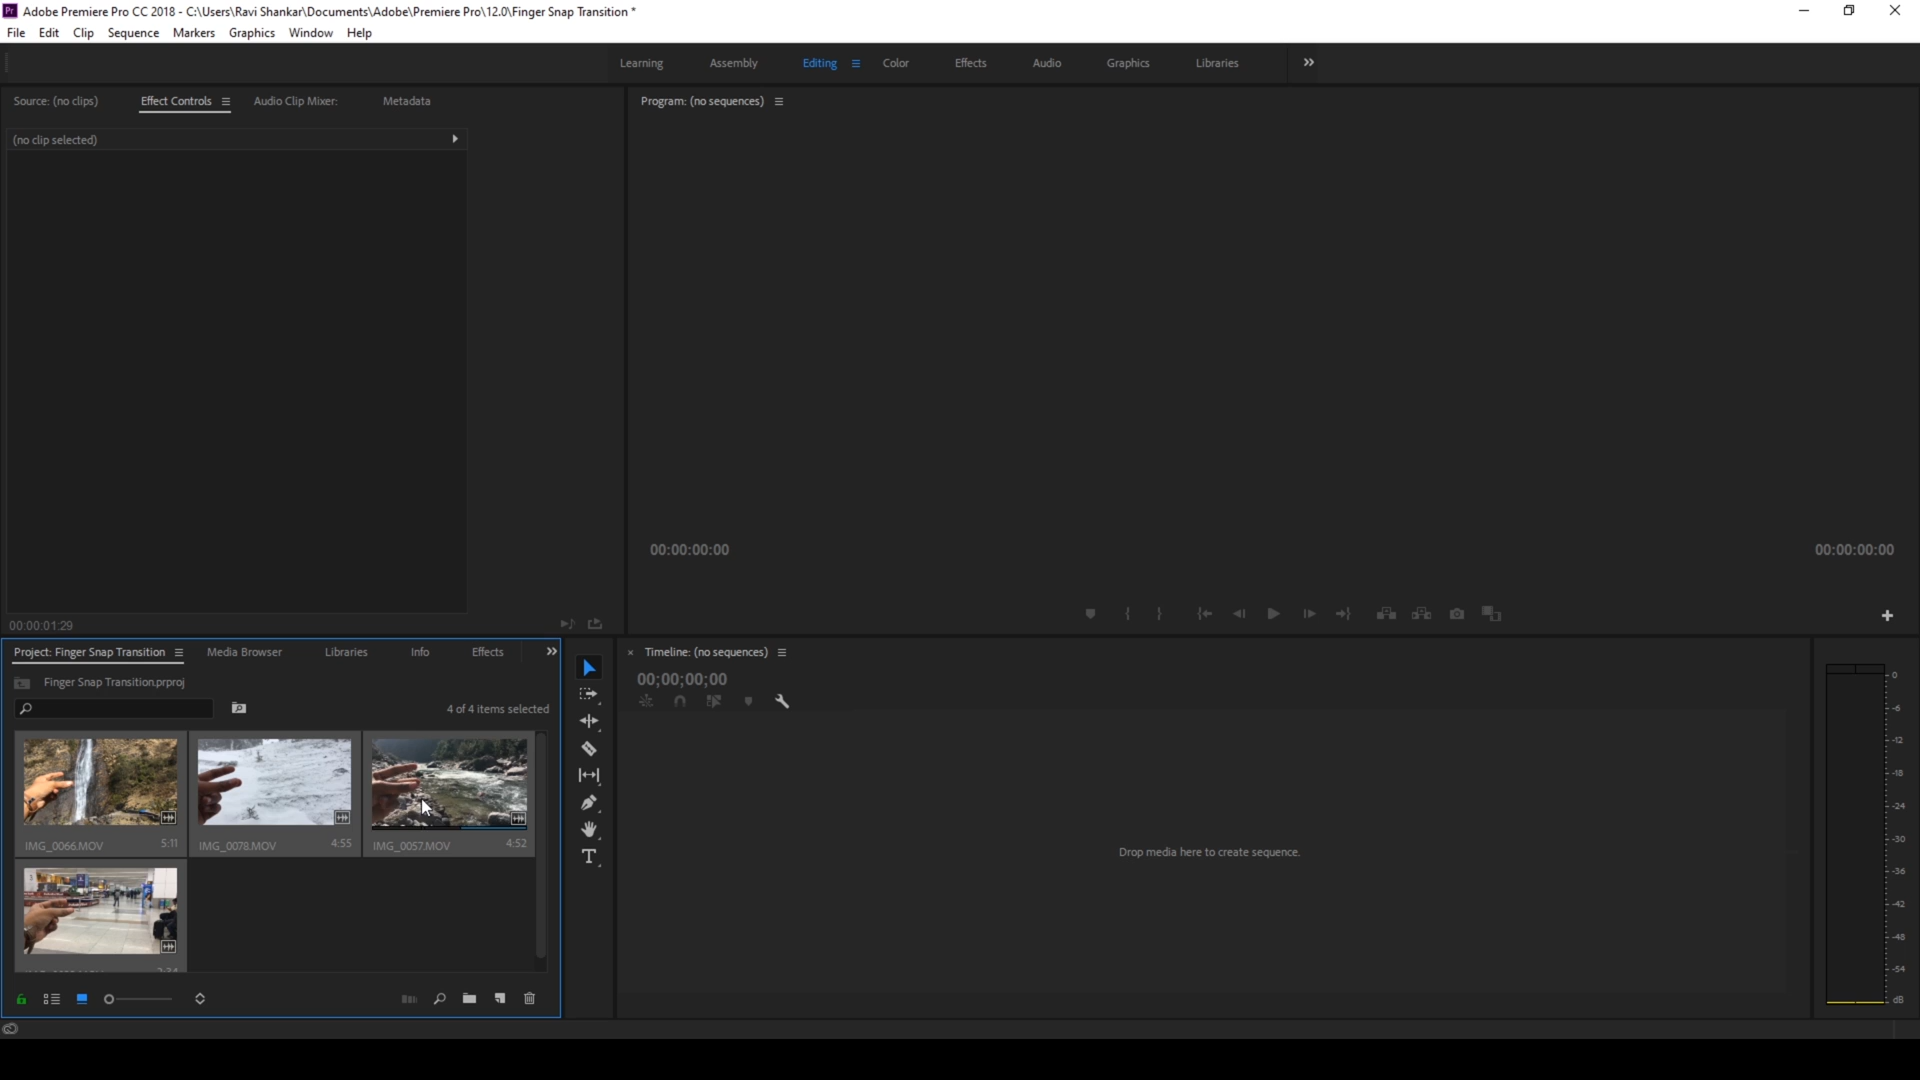 Pr Adobe Premiere Pro CC 2018 - C:\Users\Ravi Shankar\Documents\Adobe\Premiere Pro\12.0\Finger Snap Transition *
File Edit Clip Sequence Markers Graphics Window Help
Learning Assembly Editing Color Effects Audio Graphics Libraries
Source: (no clips) Effect Controls Audio Clip Mixer: Metadata
Program: (no sequences)
(no clip selected)
00:00:00:00 00:00:00:00
00:00:01:29
Project: Finger Snap Transition Media Browser Libraries Info Effects
Finger Snap Transition.prproj
4 of 4 items selected
IMG_0066.MOV 5:11
IMG_0078.MOV 4:55
IMG_0057.MOV 4:52
T
× Timeline: (no sequences)
00;00;00;00
Drop media here to create sequence.
0
-6
-12
-18
-24
-30
-36
-42
-48
-54
dB